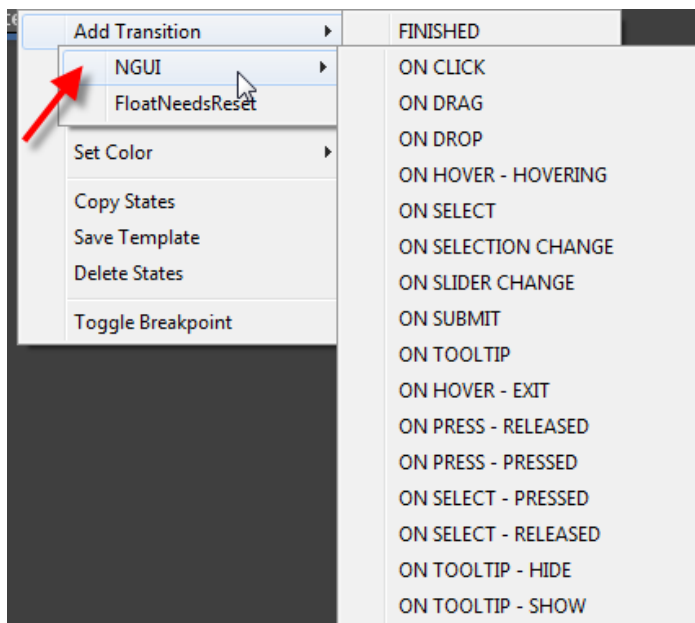 Add Transition
FINISHED
NGUI
ON CLICK
FloatNeedsReset
ON DRAG
ON DROP
Set Color
ON HOVER - HOVERING
Copy States
ON SELECT
Save Template
ON SELECTION CHANGE
Delete States
ON SLIDER CHANGE
Toggle Breakpoint
ON SUBMIT
ON TOOLTIP
ON HOVER - EXIT
ON PRESS - RELEASED
ON PRESS - PRESSED
ON SELECT - PRESSED
ON SELECT - RELEASED
ON TOOLTIP - HIDE
ON TOOLTIP - SHOW